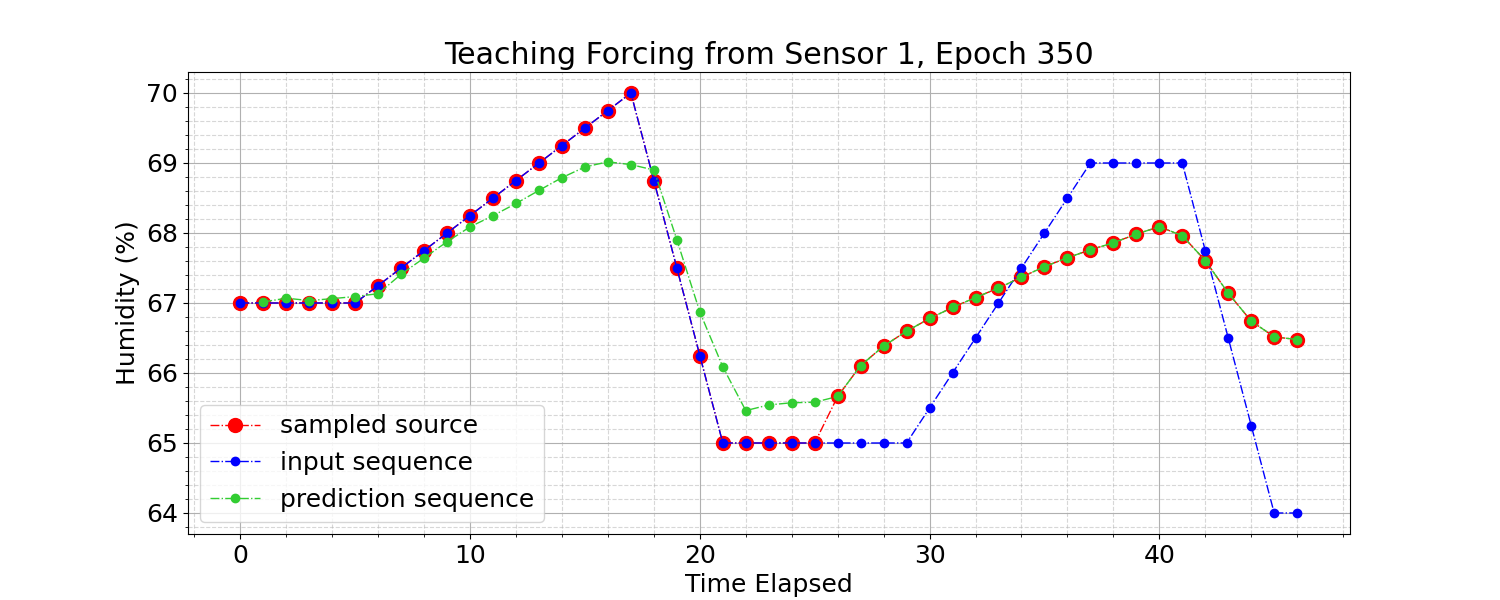 Teaching Forcing from Sensor 1, Epoch 350
70
69
68
67
66
65
64
Humidity (%)
sampled source
input sequence
prediction sequence
0 10 20 30 40
Time Elapsed